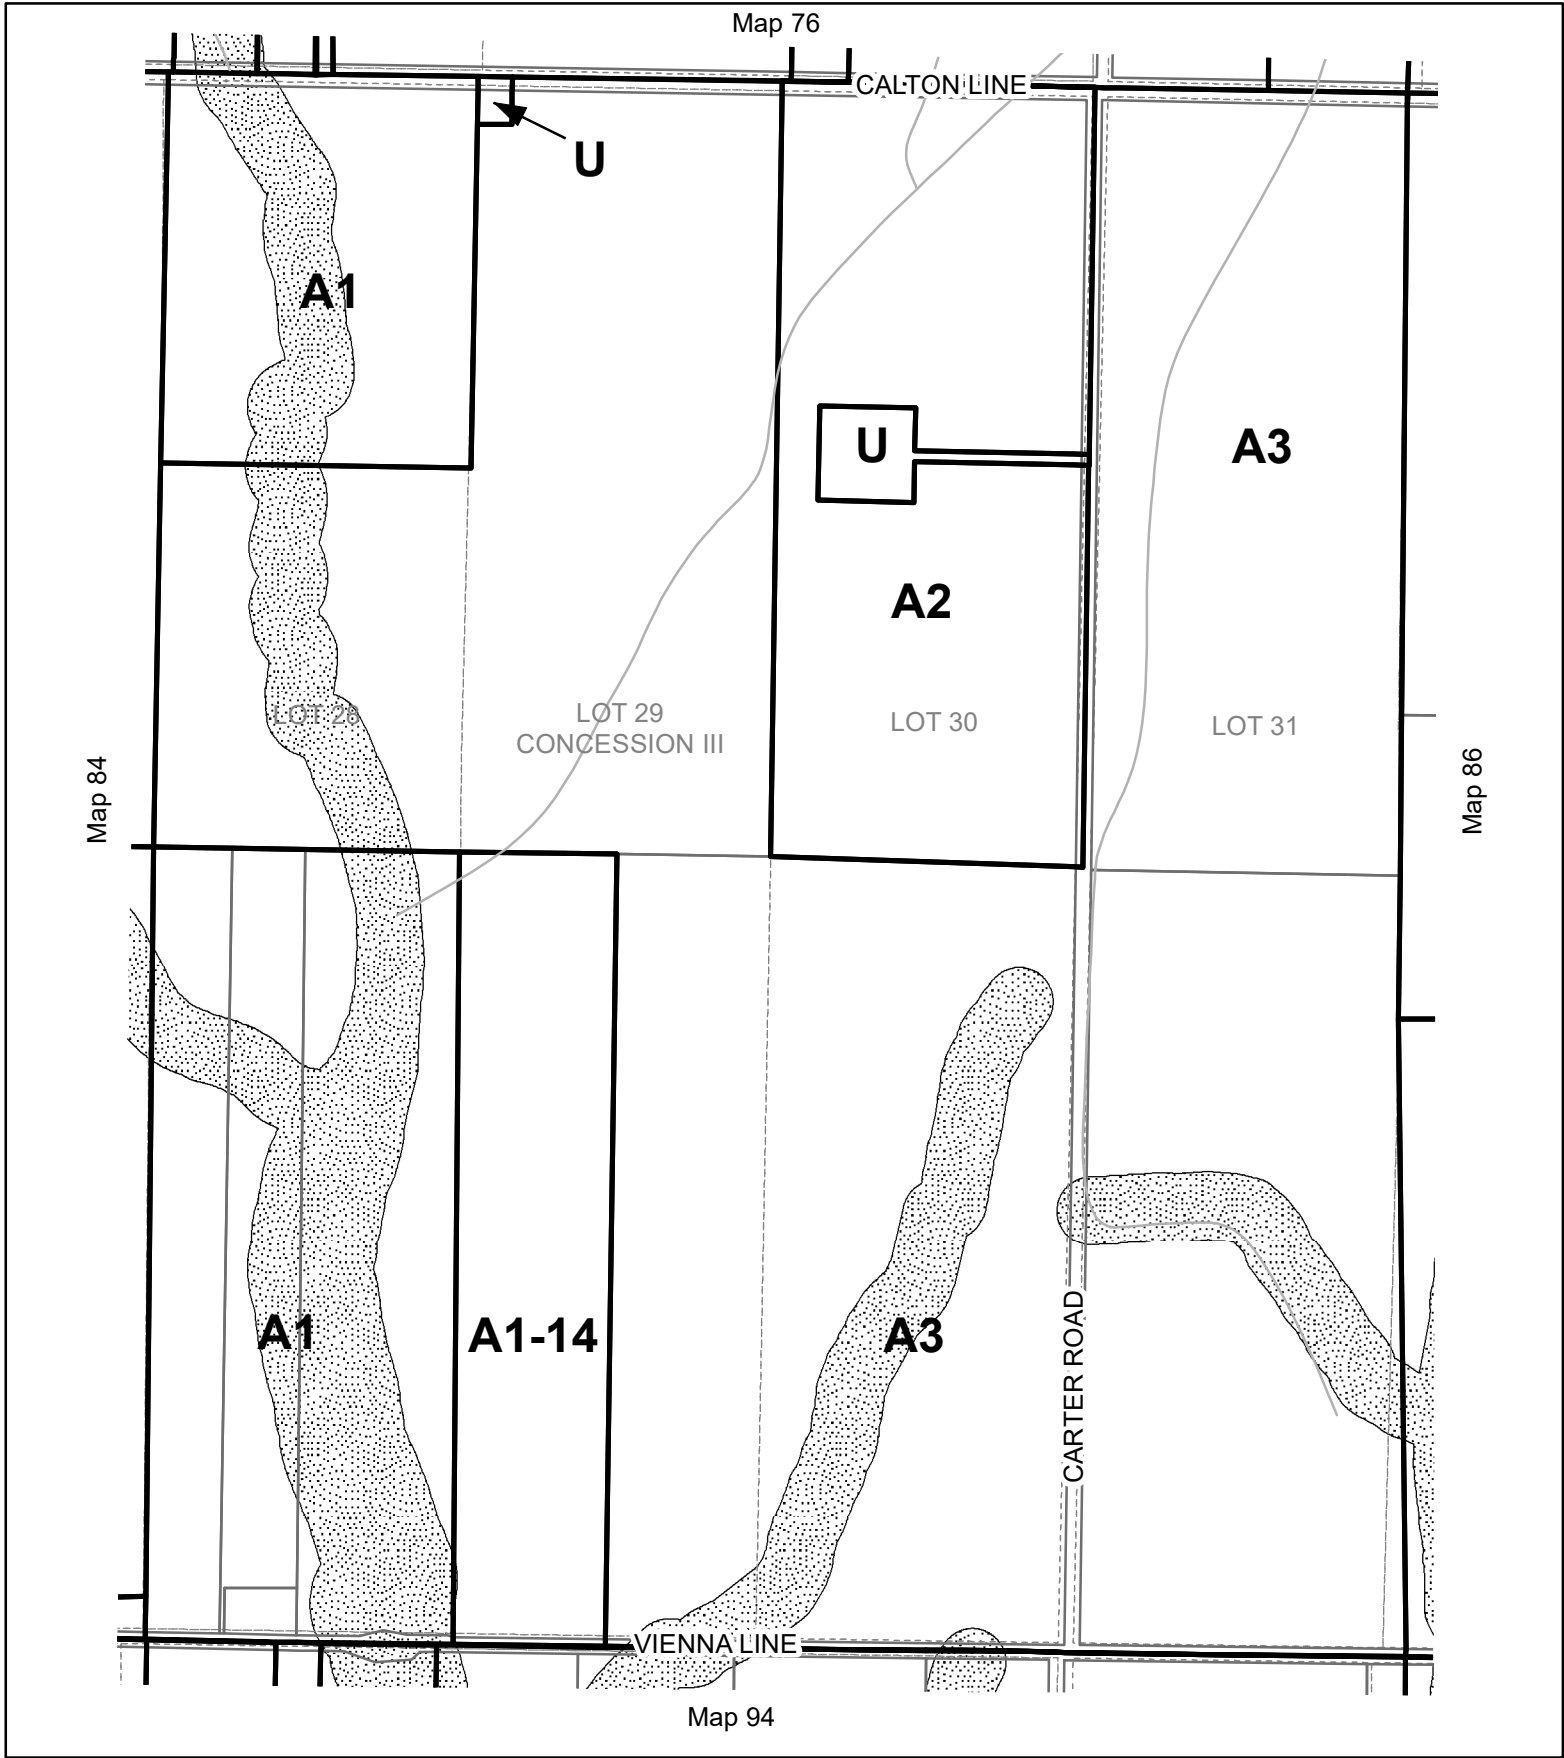 Map 76
CALTON LINE
U
A1
U
A3
A2
LOT 28
LOT 29
CONCESSION III
LOT 30
LOT 31
Map 84
Map 86
A1
A1-14
A3
CARTER ROAD
VIENNA LINE
Map 94